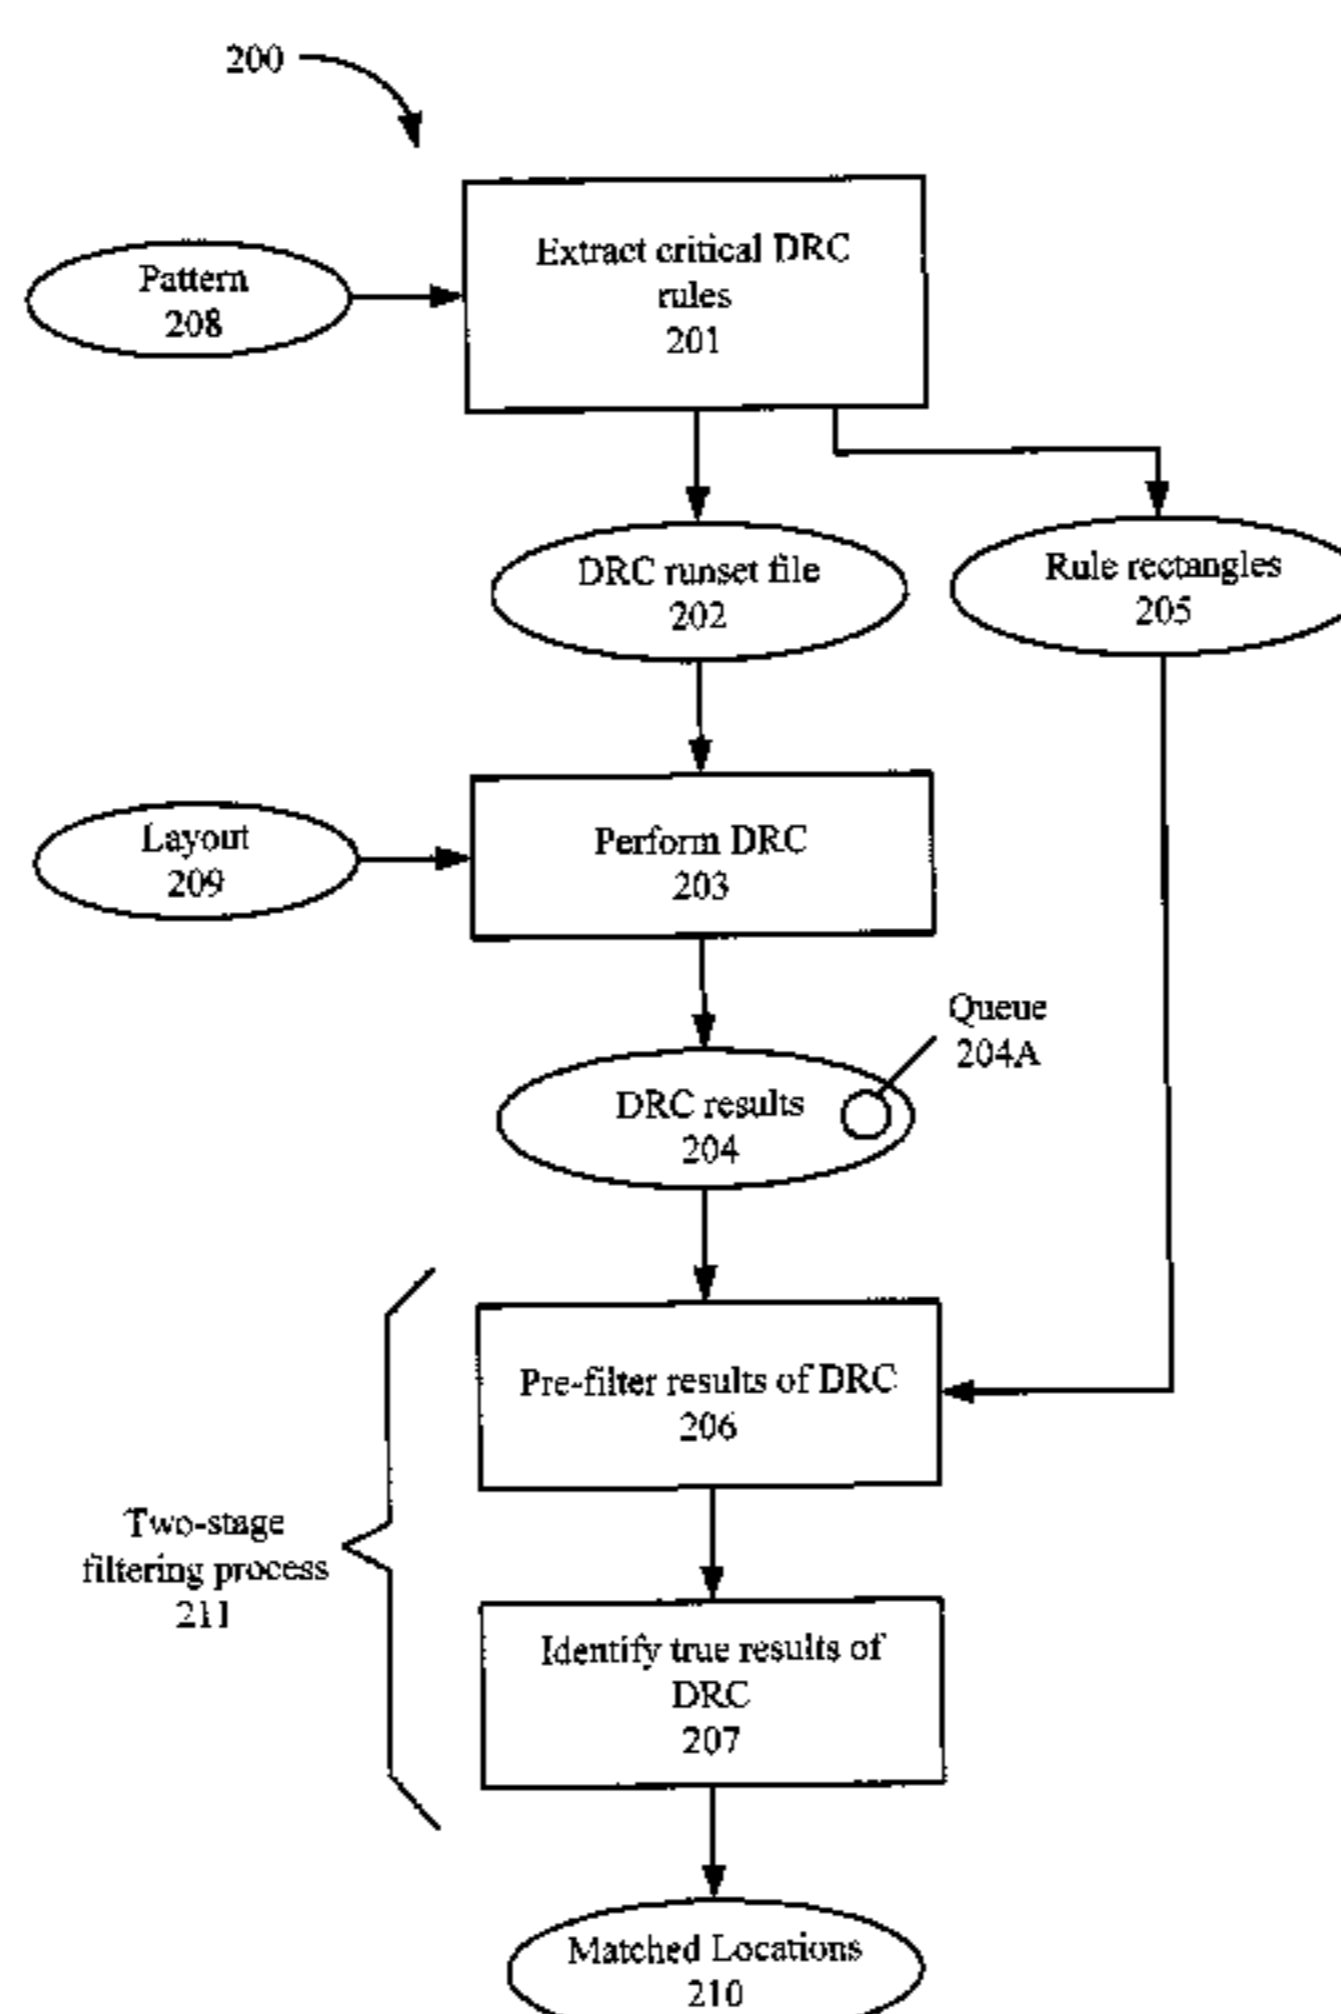 200
Extract critical DRC
rules
201
Pattern
208
DRC runset file
202
Rule rectangles
205
Layout
209
Perform DRC
203
Queue
204A
DRC results
204
Pre-filter results of DRC
206
Two-stage
filtering process
211
Identify true results of
DRC
207
Matched Locations
210